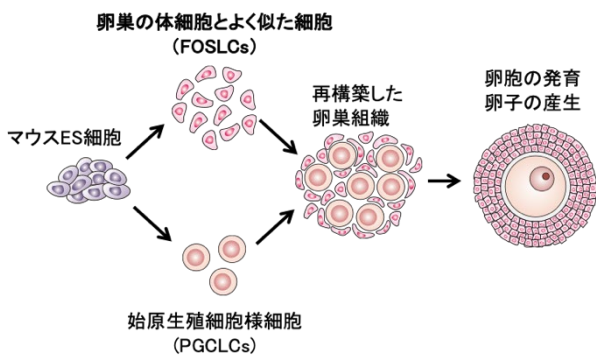 卵巣の体細胞とよく似た細胞
(FOSLCs)
マウスES細胞
再構築した
卵巣組織
卵胞の発育
卵子の産生
始原生殖細胞様細胞
(PGCLCs)